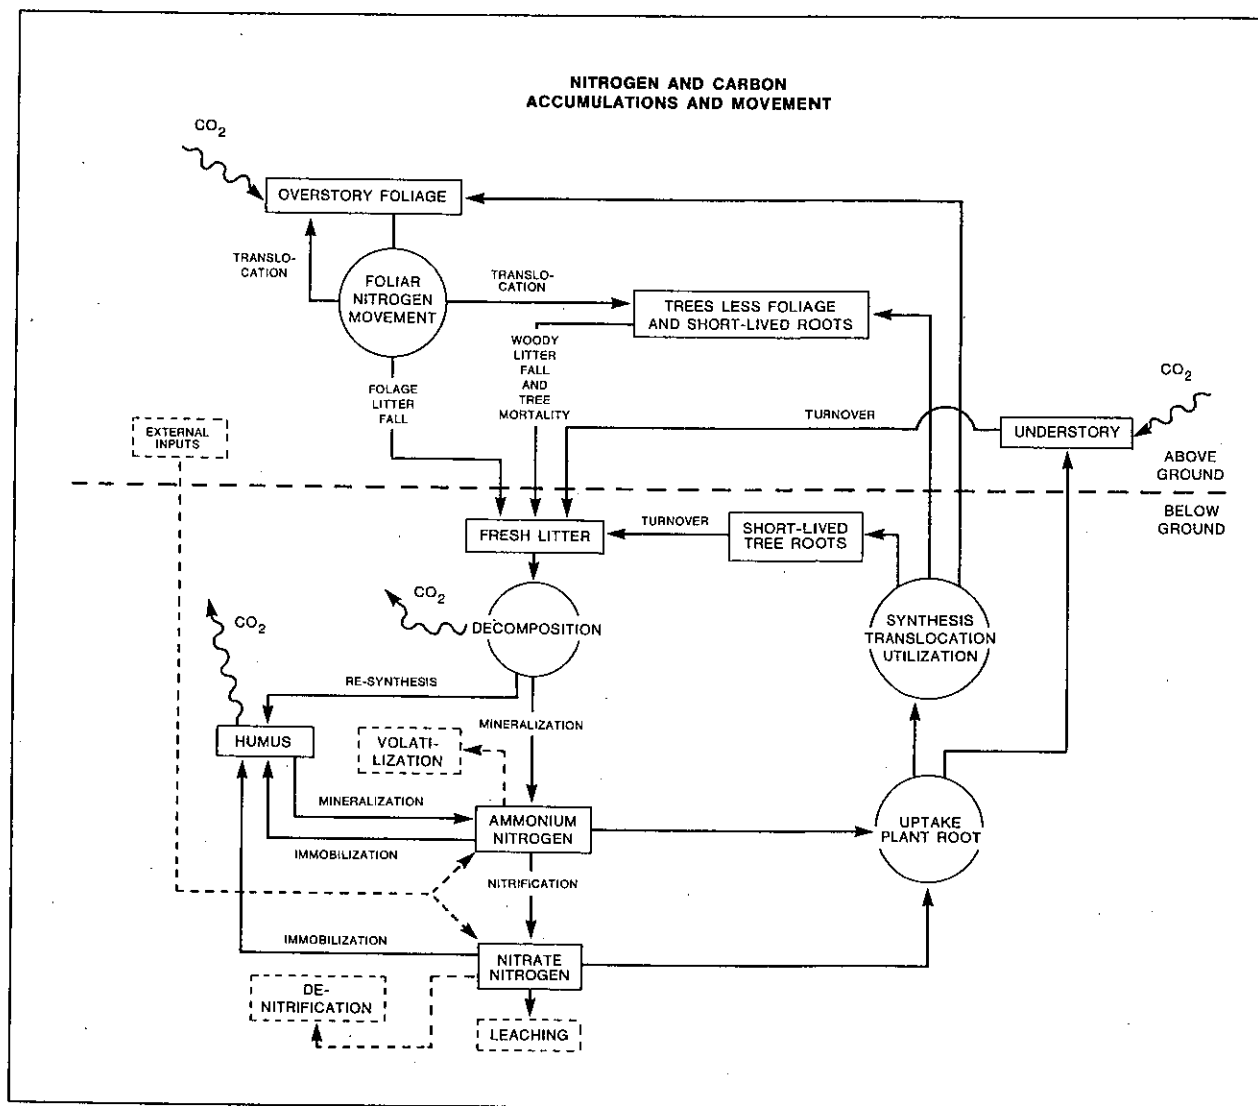 NITROGEN AND CARBON
ACCUMULATIONS AND MOVEMENT
CO2
OVERSTORY FOLIAGE
TRANSLO-
CATION
FOLIAR
NITROGEN
MOVEMENT
TRANSLO-
CATION
TREES LESS FOLIAGE
AND SHORT-LIVED ROOTS
WOODY
LITTER
FALL
AND
TREE
MORTALITY
FOLAGE
LITTER
FALL
CO2
EXTERNAL
INPUTS
TURNOVER
UNDERSTORY
ABOVE
GROUND
BELOW
GROUND
FRESH LITTER
TURNOVER
SHORT-LIVED
TREE ROOTS
CO2
CO2
DECOMPOSITION
SYNTHESIS
TRANSLOCATION
UTILIZATION
RE-SYNTHESIS
MINERALIZATION
HUMUS
VOLATI-
LIZATION
MINERALIZATION
AMMONIUM
NITROGEN
UPTAKE
PLANT ROOT
IMMOBILIZATION
NITRIFICATION
IMMOBILIZATION
NITRATE
NITROGEN
DE-
NITRIFICATION
LEACHING